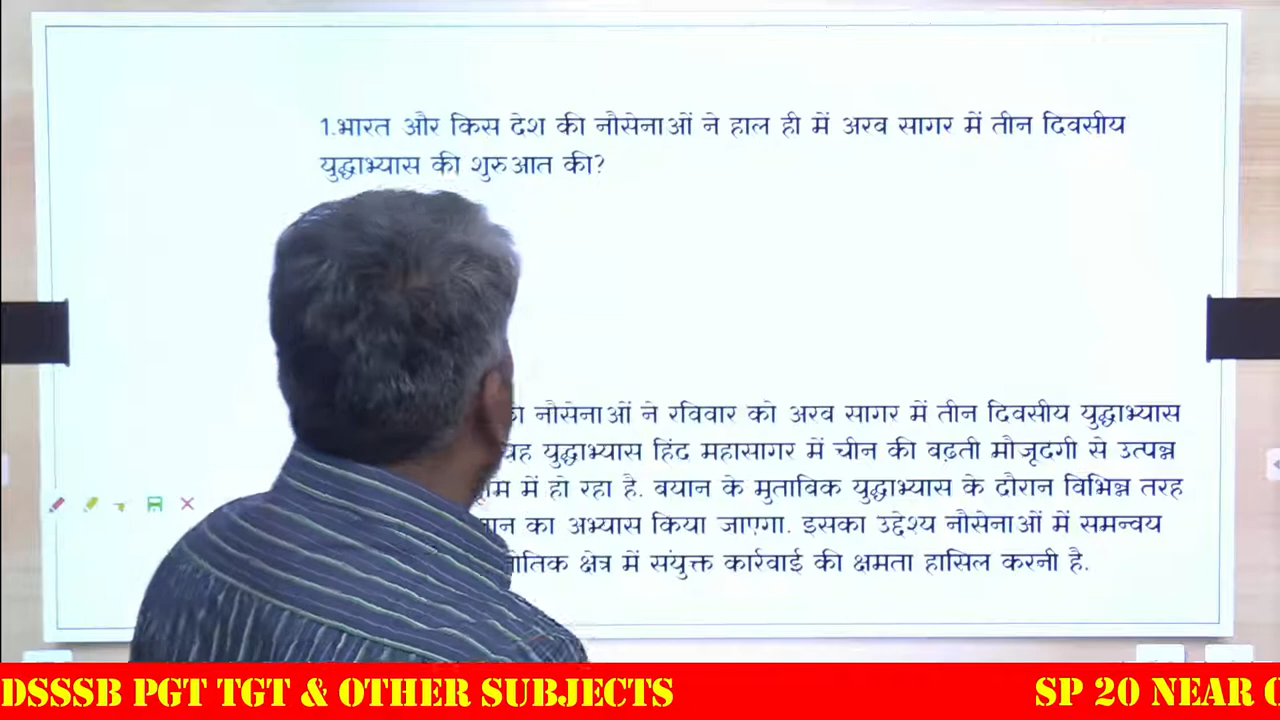 1.भारत और किस देश की नौसेनाओं ने हाल ही में अरब सागर में तीन दिवसीय
युद्धाभ्यास की शुरुआत की?
नौसेनाओं ने रविवार को अरब सागर में तीन दिवसीय युद्धाभ्यास
यह युद्धाभ्यास हिंद महासागर में चीन की बढ़ती मौजूदगी से उत्पन्न
में हो रहा है. बयान के मुताबिक युद्धाभ्यास के दौरान विभिन्न तरह
का अभ्यास किया जाएगा. इसका उद्देश्य नौसेनाओं में समन्वय
क्षेत्र में संयुक्त कार्रवाई की क्षमता हासिल करनी है.
DSSSB PGT TGT & OTHER SUBJECTS SP 20 NEAR